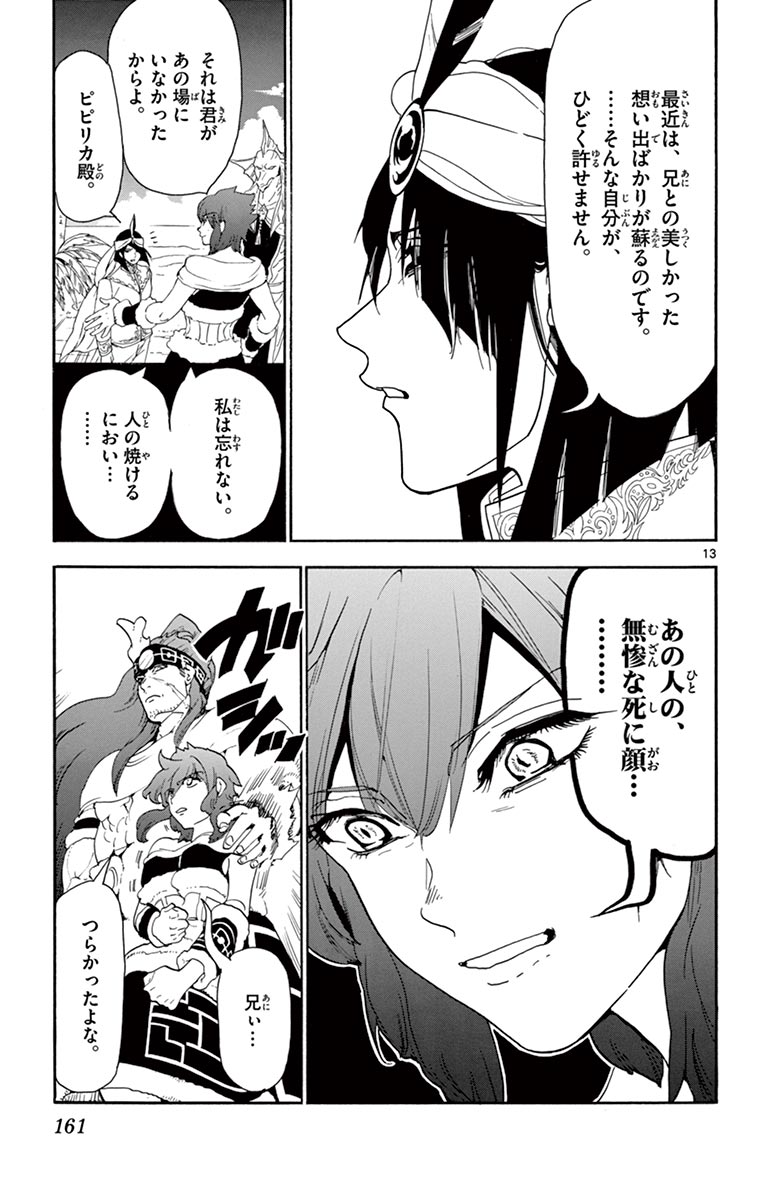 最近は、兄との美しかった
想い出ばかりが蘇るのです。
……そんな自分が、
ひどく許せません。
それは君が
あの場に
いなかった
からよ。
ピピリカ殿。
私は忘れない。
人の焼ける
におい…
……
13
あの人の、
無惨な死に顔…
………
ガッ
兄ぃ…
つらかったよな。
161